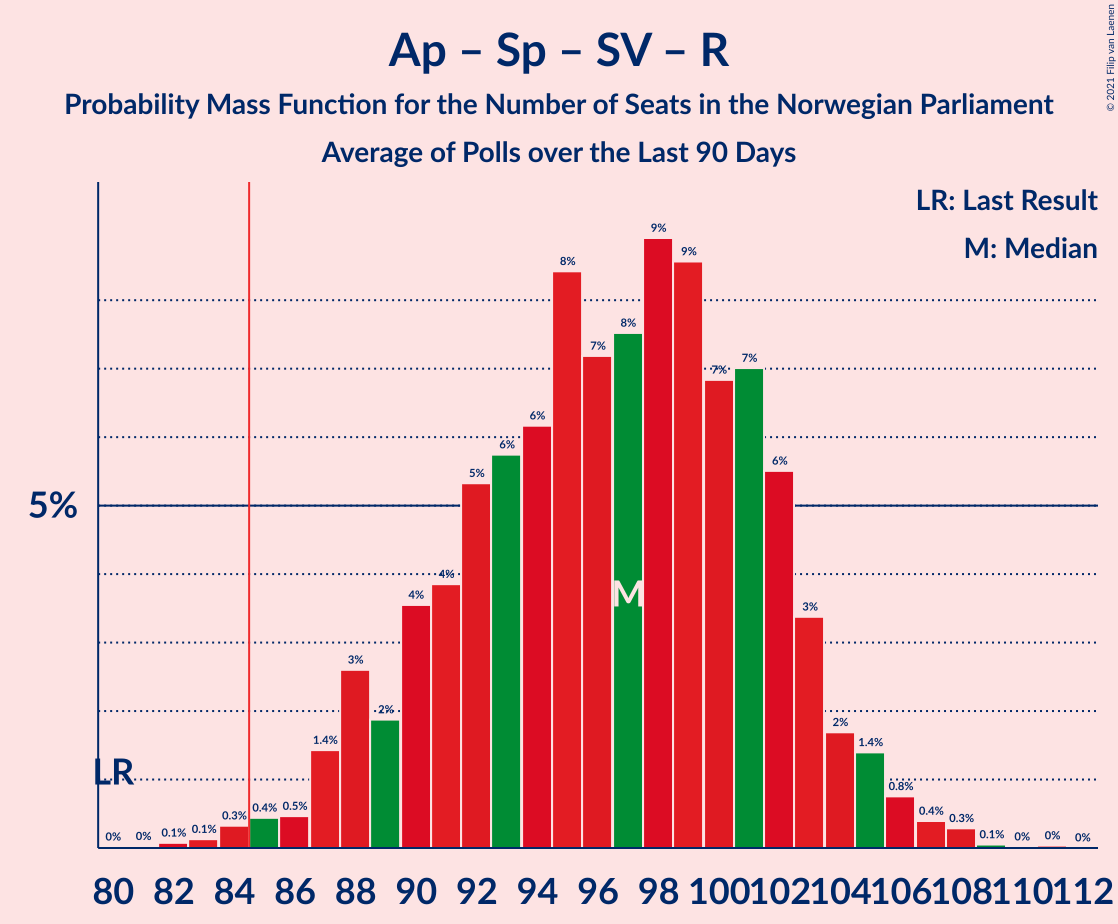 Ap – Sp – SV – R
Probability Mass Function for the Number of Seats in the Norwegian Parliament
Average of Polls over the Last 90 Days
© 2021 Filip van Laenen
LR: Last Result
M: Median
5%
LR
M
0% 0% 0.1% 0.1% 0.3% 0.4% 0.5% 1.4% 3% 2% 4% 4% 5% 6% 6% 8% 7% 8% 9% 9% 7% 7% 6% 3% 2% 1.4% 0.8% 0.4% 0.3% 0.1% 0% 0% 0%
80 82 84 86 88 90 92 94 96 98 100 102 104 106 108 110 112